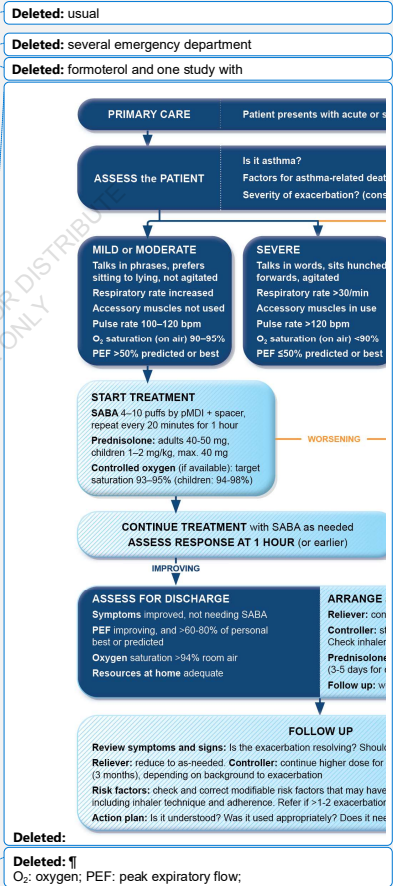 Deleted: usual
Deleted: several emergency department
Deleted: formoterol and one study with
PRIMARY CARE
Patient presents with acute or s
ASSESS the PATIENT
Is it asthma?
Factors for asthma-related deat
Severity of exacerbation? (cons
MILD or MODERATE
Talks in phrases, prefers
sitting to lying, not agitated
Respiratory rate increased
Accessory muscles not used
Pulse rate 100–120 bpm
O₂ saturation (on air) 90–95%
PEF >50% predicted or best
SEVERE
Talks in words, sits hunched
forwards, agitated
Respiratory rate >30/min
Accessory muscles in use
Pulse rate >120 bpm
O₂ saturation (on air) <90%
PEF ≤50% predicted or best
START TREATMENT
SABA 4–10 puffs by pMDI + spacer,
repeat every 20 minutes for 1 hour
Prednisolone: adults 40-50 mg,
children 1–2 mg/kg, max. 40 mg
Controlled oxygen (if available): target
saturation 93–95% (children: 94-98%)
WORSENING
CONTINUE TREATMENT with SABA as needed
ASSESS RESPONSE AT 1 HOUR (or earlier)
IMPROVING
ASSESS FOR DISCHARGE
Symptoms improved, not needing SABA
PEF improving, and >60-80% of personal
best or predicted
Oxygen saturation >94% room air
Resources at home adequate
ARRANGE
Reliever: con
Controller: st
Check inhaler
Prednisolone
(3-5 days for
Follow up: w
FOLLOW UP
Review symptoms and signs: Is the exacerbation resolving? Shoul
Reliever: reduce to as-needed. Controller: continue higher dose for
(3 months), depending on background to exacerbation
Risk factors: check and correct modifiable risk factors that may have
including inhaler technique and adherence. Refer if >1-2 exacerbation
Action plan: Is it understood? Was it used appropriately? Does it nee
Deleted:
Deleted: ¶
O₂: oxygen; PEF: peak expiratory flow;
OR DISTRIBUTE
ONLY